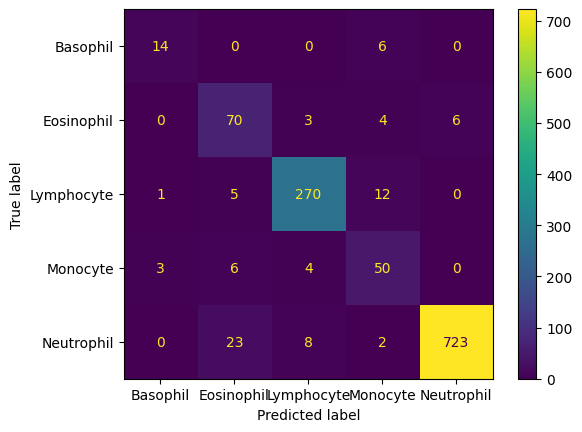 True label
Basophil 14 0 0 6 0
Eosinophil 0 70 3 4 6
Lymphocyte 1 5 270 12 0
Monocyte 3 6 4 50 0
Neutrophil 0 23 8 2 723
Basophil Eosinophil Lymphocyte Monocyte Neutrophil
Predicted label
700
600
500
400
300
200
100
0